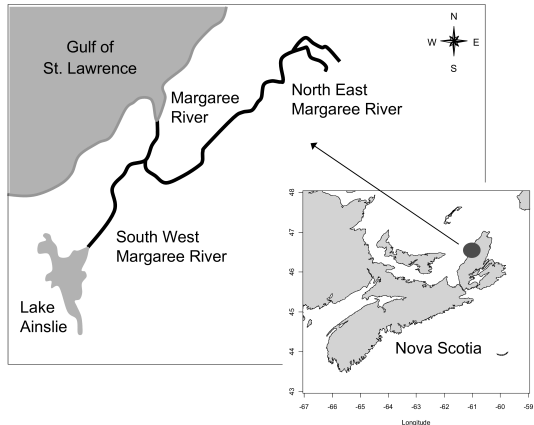 Gulf of
St. Lawrence
N
W E
S
Margaree
River
North East
Margaree River
South West
Margaree River
Lake
Ainslie
48
47
46
45
44
43
Nova Scotia
-67 -66 -65 -64 -63 -62 -61 -60 -59
Longitude